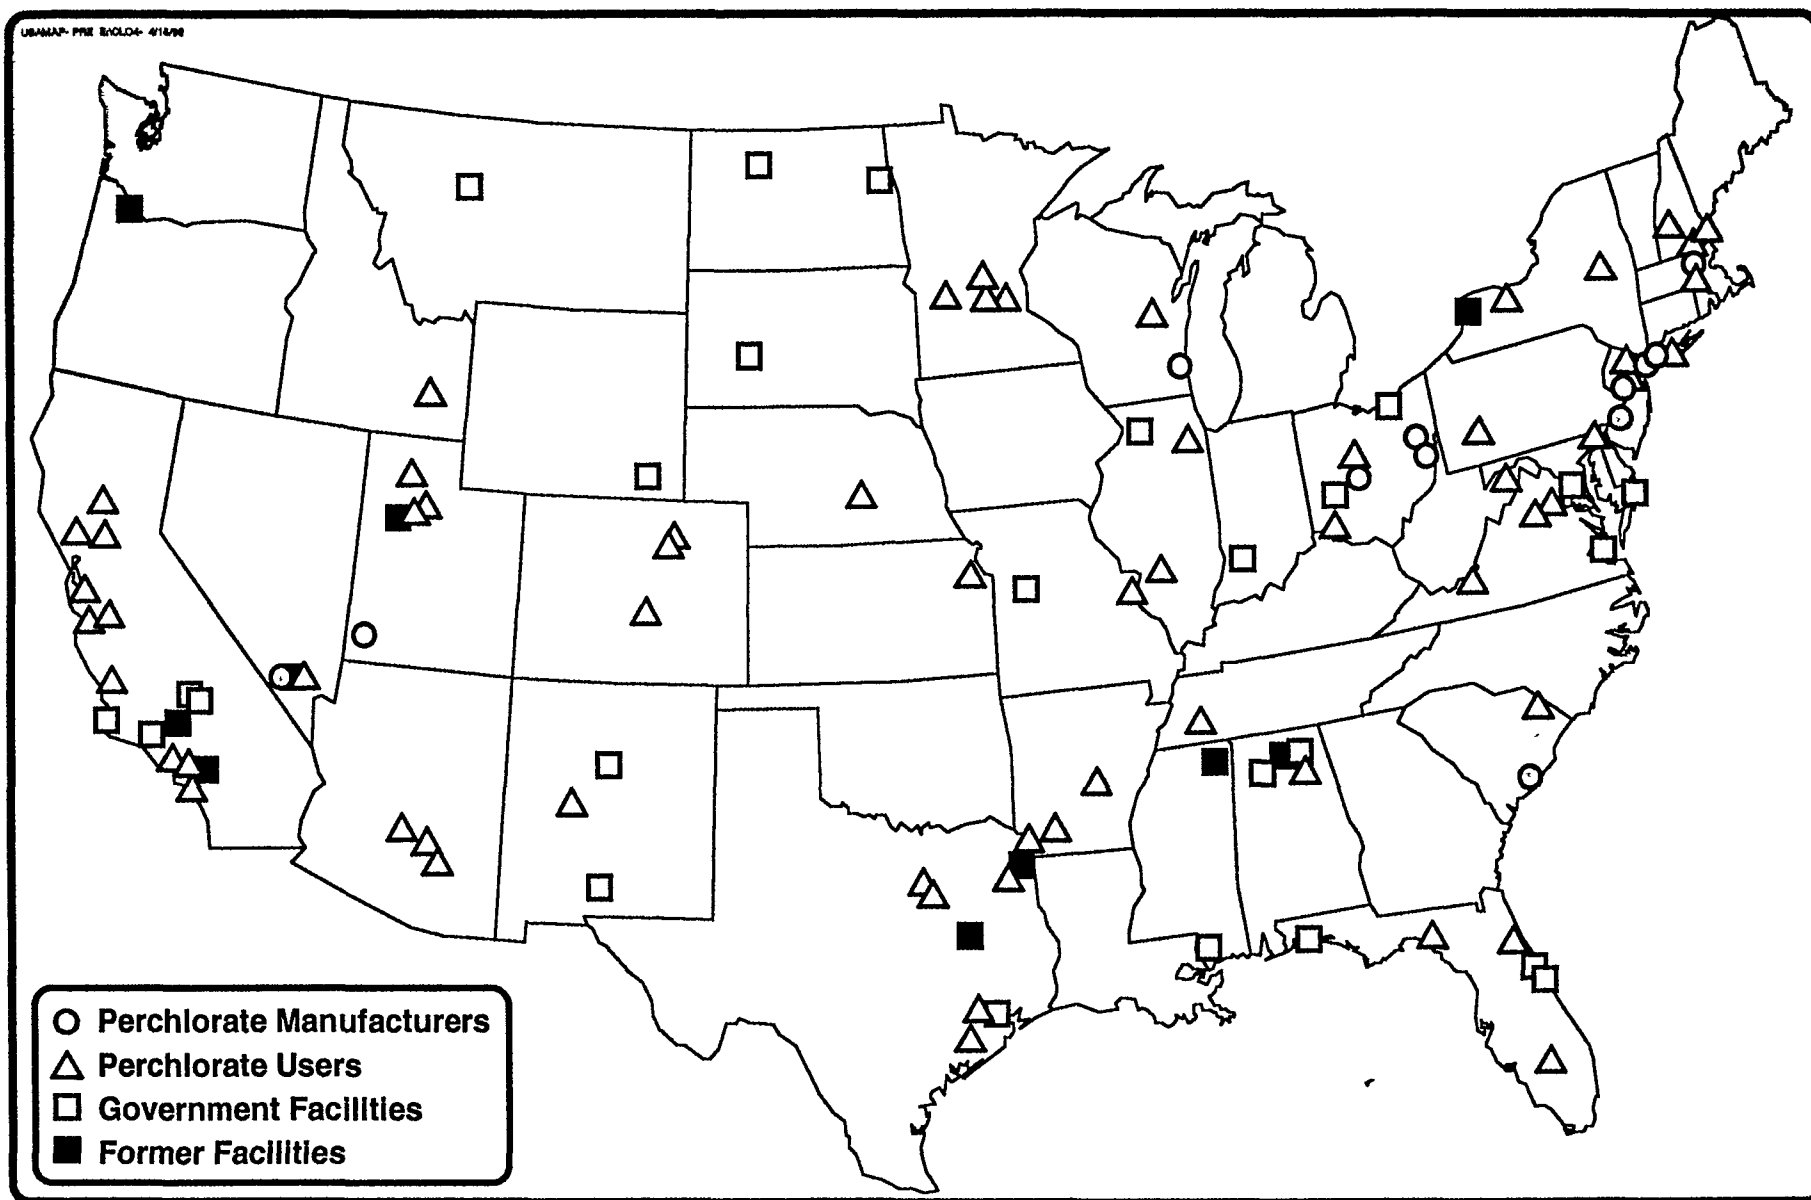 Perchlorate Manufacturers
Perchlorate Users
Government Facilities
Former Facilities